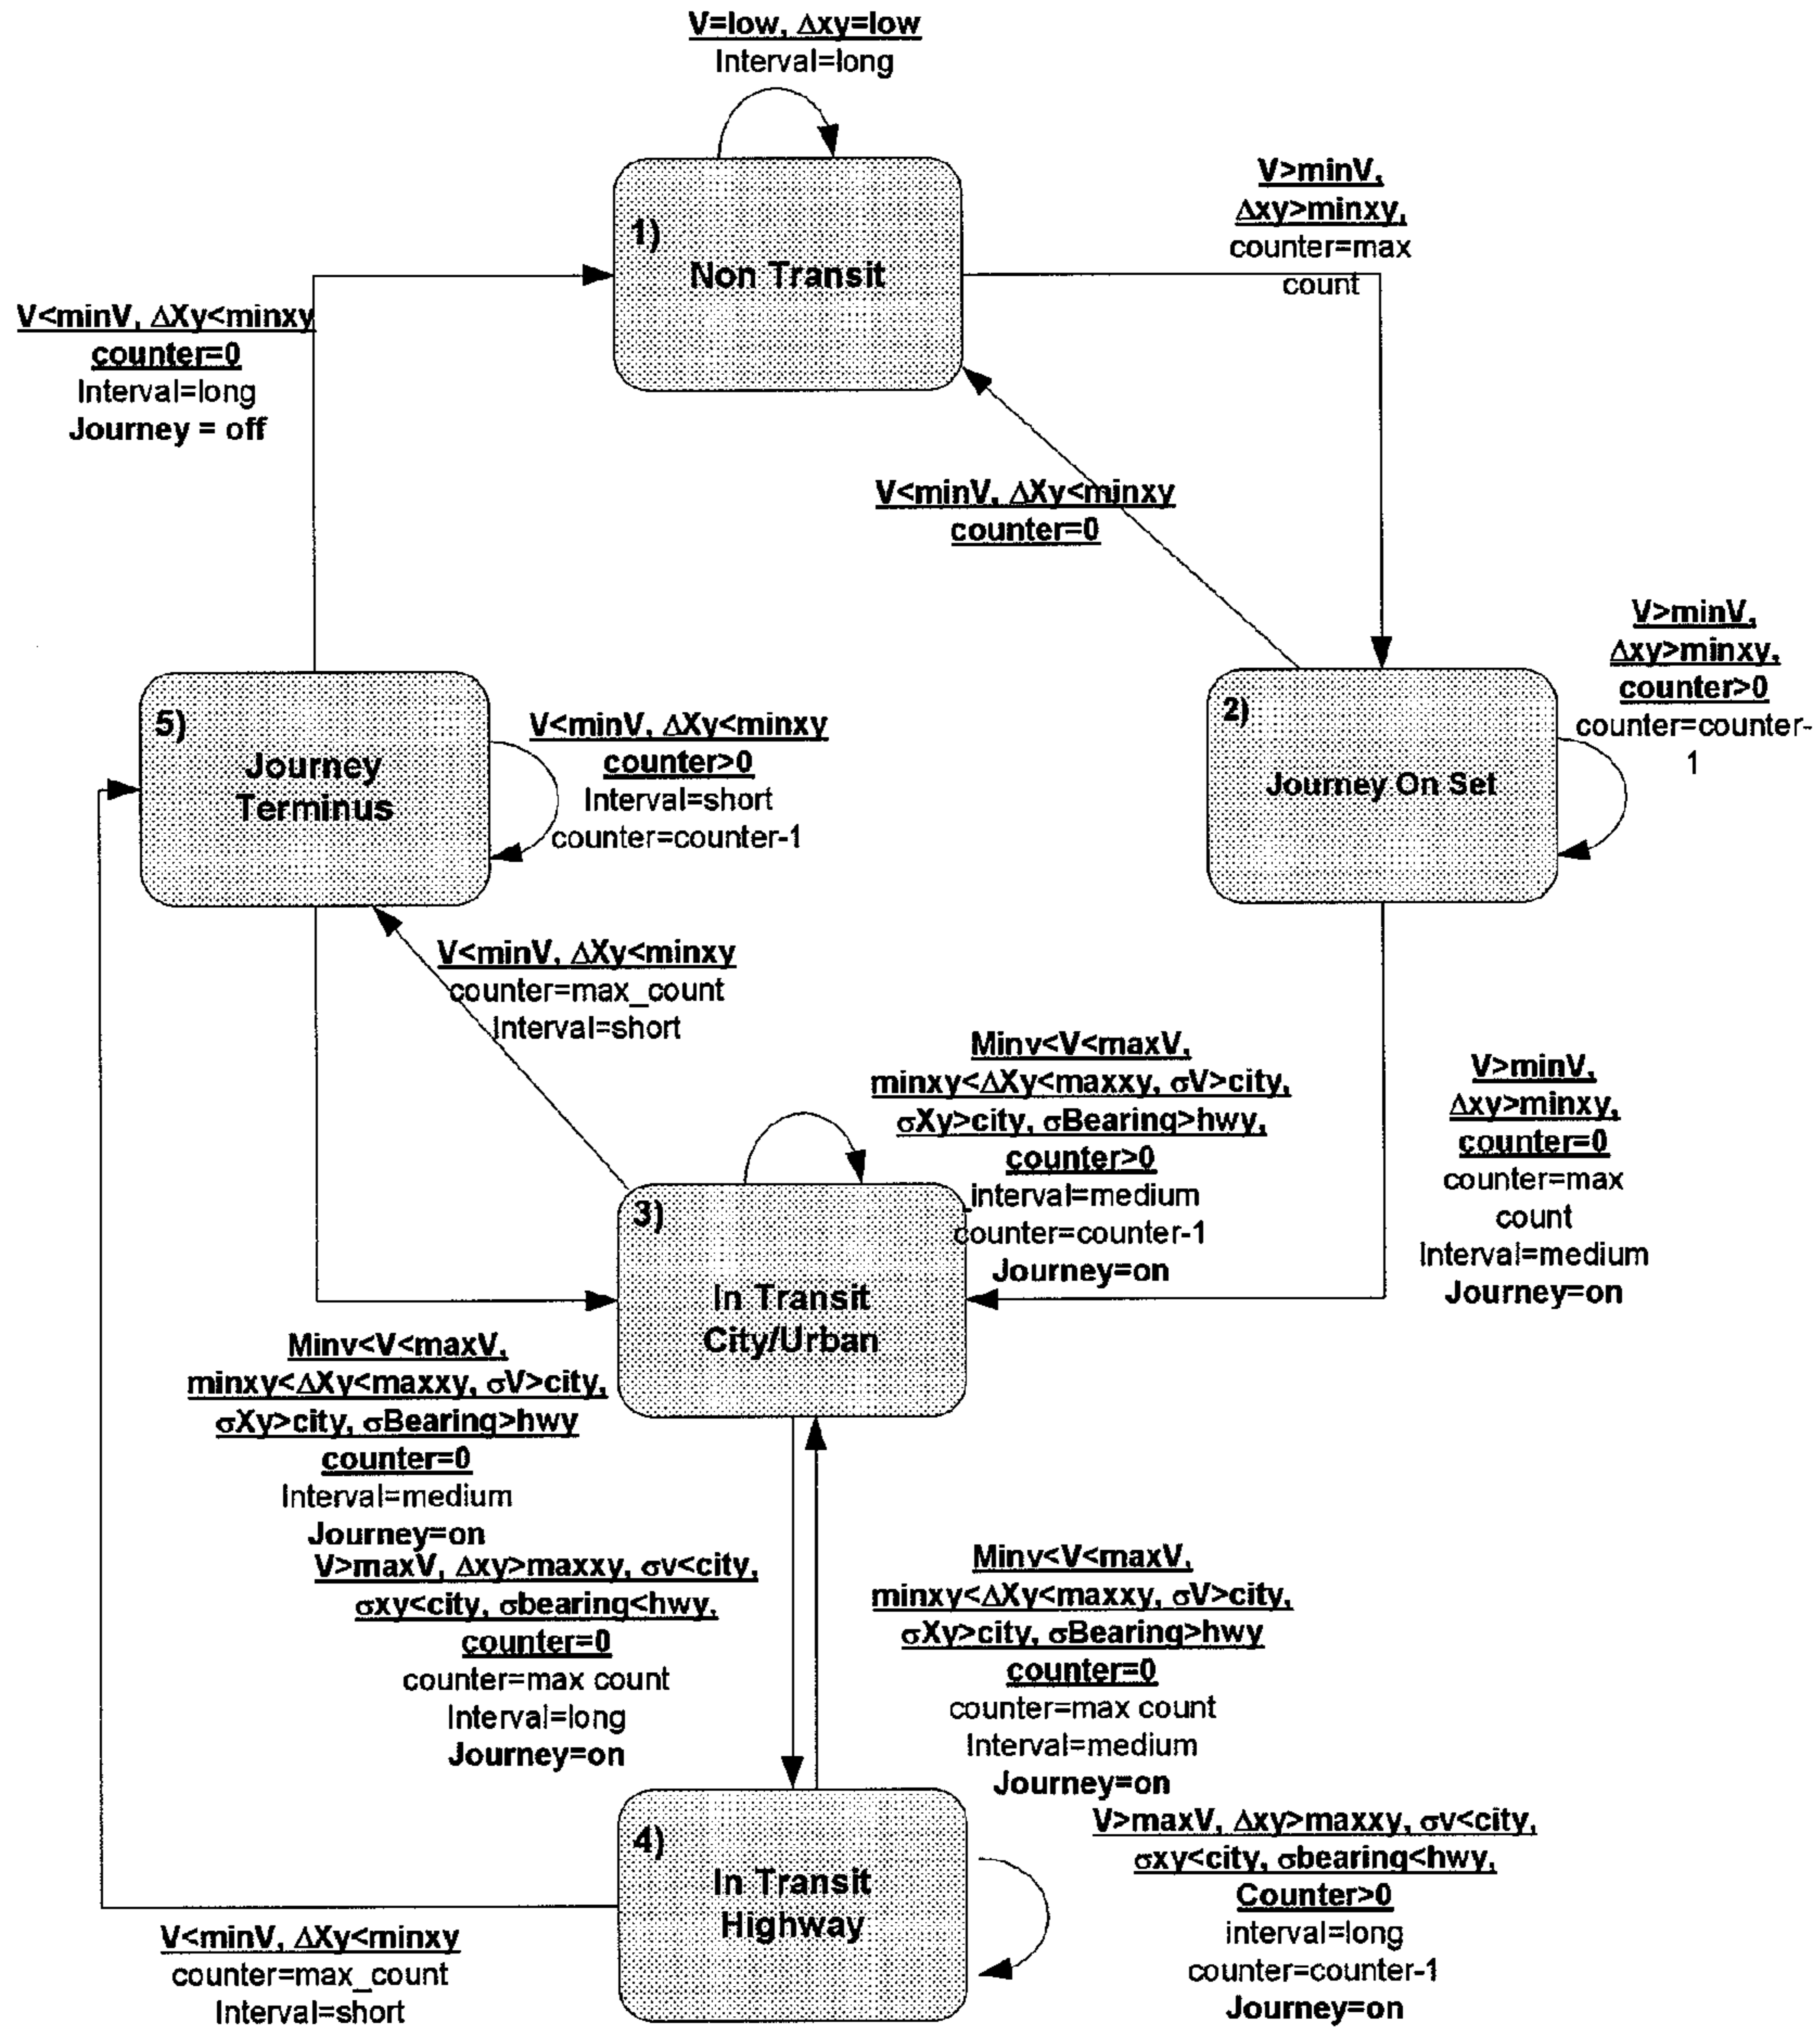 V=low, Δxy=low
Interval=long
1)
Non Transit
V>minV,
Δxy>minxy,
counter=max
count
V<minV, ΔXy<minxy
counter=0
Interval=long
Journey = off
V<minV, ΔXy<minxy
counter=0
V>minV,
Δxy>minxy,
counter>0
counter=counter-
1
2)
Journey On Set
5)
Journey
Terminus
V<minV, ΔXy<minxy
counter>0
Interval=short
counter=counter-1
V<minV, ΔXy<minxy
counter=max_count
Interval=short
Minv<V<maxV,
minxy<ΔXy<maxxy, σV>city,
σXy>city, σBearing>hwy,
counter>0
interval=medium
counter=counter-1
Journey=on
V>minV,
Δxy>minxy,
counter=0
counter=max
count
Interval=medium
Journey=on
3)
In Transit
City/Urban
Minv<V<maxV,
minxy<ΔXy<maxxy, σV>city,
σXy>city, σBearing>hwy
counter=0
Interval=medium
Journey=on
V>maxV, Δxy>maxxy, σv<city,
σxy<city, σbearing<hwy,
counter=0
counter=max count
Interval=long
Journey=on
Minv<V<maxV,
minxy<ΔXy<maxxy, σV>city,
σXy>city, σBearing>hwy
counter=0
counter=max count
Interval=medium
Journey=on
4)
In Transit
Highway
V>maxV, Δxy>maxxy, σv<city,
σxy<city, σbearing<hwy,
Counter>0
interval=long
counter=counter-1
Journey=on
V<minV, ΔXy<minxy
counter=max_count
Interval=short